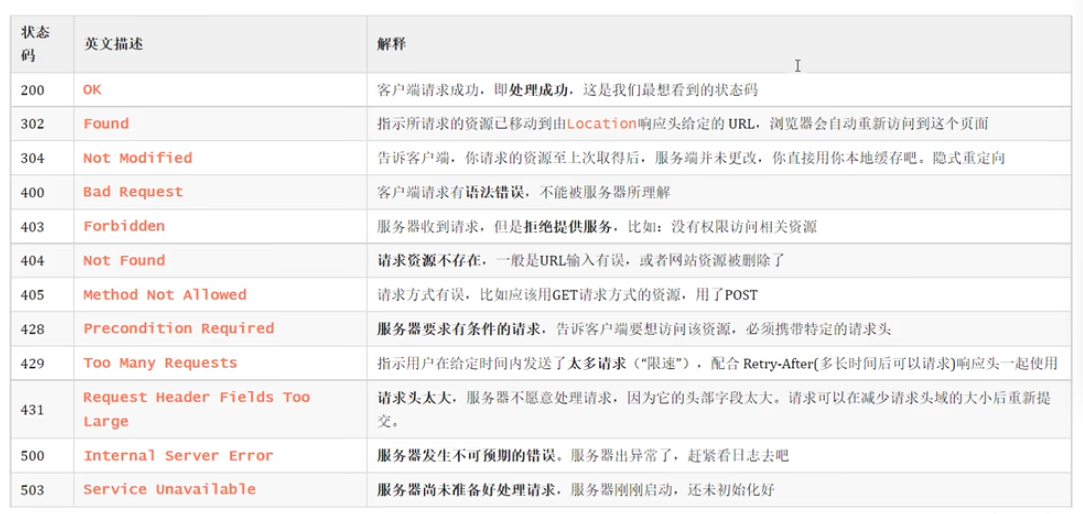 状态
码
英文描述
解释
200 OK 客户端请求成功，即处理成功，这是我们最想看到的状态码
302 Found 指示所请求的资源已移动到由Location响应头给定的 URL，浏览器会自动重新访问到这个页面
304 Not Modified 告诉客户端，你请求的资源至上次取得后，服务端并未更改，你直接用你本地缓存吧。隐式重定向
400 Bad Request 客户端请求有语法错误，不能被服务器所理解
403 Forbidden 服务器收到请求，但是拒绝提供服务，比如：没有权限访问相关资源
404 Not Found 请求资源不存在，一般是URL输入有误，或者网站资源被删除了
405 Method Not Allowed 请求方式有误，比如应该用GET请求方式的资源，用了POST
428 Precondition Required 服务器要求有条件的请求，告诉客户端要想访问该资源，必须携带特定的请求头
429 Too Many Requests 指示用户在给定时间内发送了太多请求（“限速”），配合 Retry-After(多长时间后可以请求)响应头一起使用
431
Request Header Fields Too
Large
请求头太大，服务器不愿意处理请求，因为它的头部字段太大。请求可以在减少请求头域的大小后重新提
交。
500 Internal Server Error 服务器发生不可预期的错误。服务器出异常了，赶紧看日志去吧
503 Service Unavailable 服务器尚未准备好处理请求，服务器刚刚启动，还未初始化好